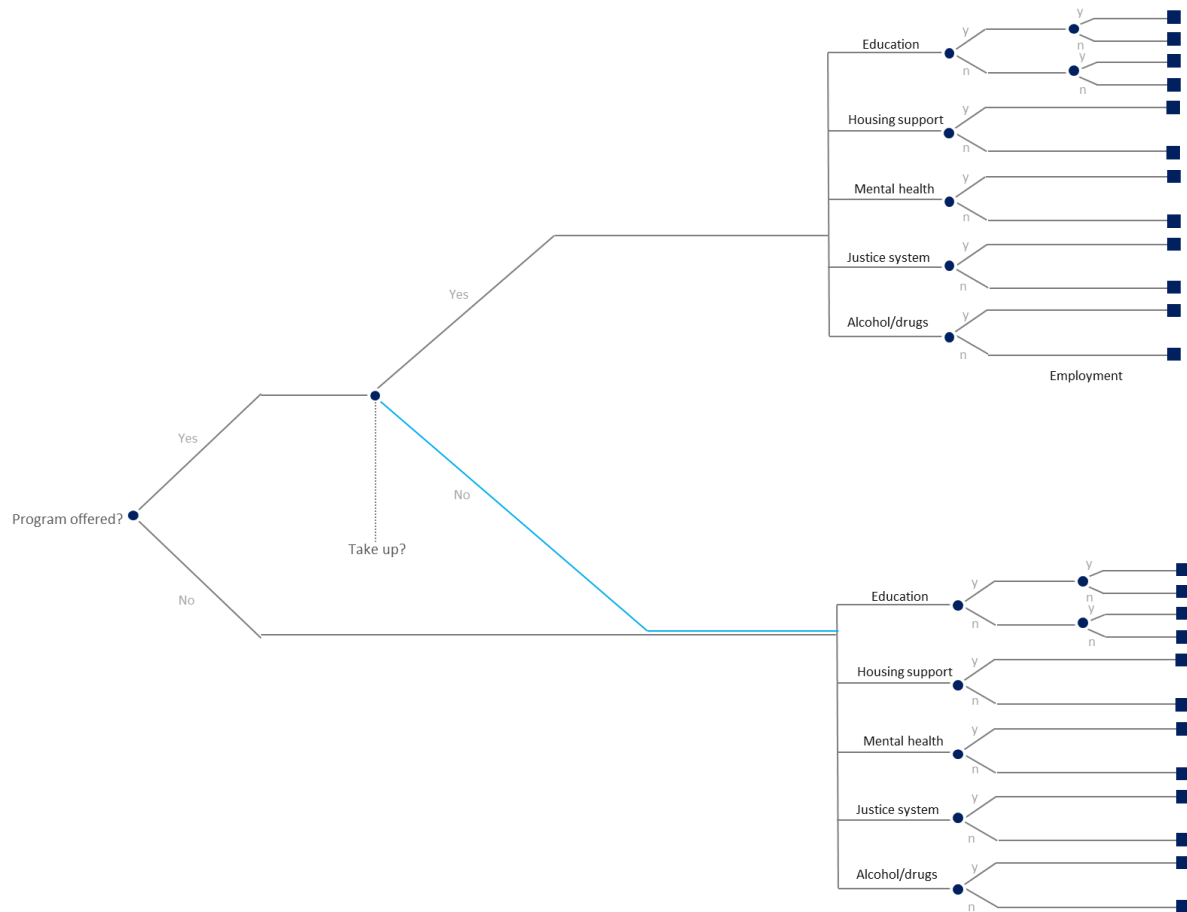 y
Education
y
n
y
n
n
y
Housing support
n
y
Mental health
n
y
Justice system
n
y
Alcohol/drugs
n
Employment
Yes
Yes
No
Program offered?
Take up?
No
y
Education
y
n
y
n
n
y
Housing support
n
y
Mental health
n
y
Justice system
n
y
Alcohol/drugs
n